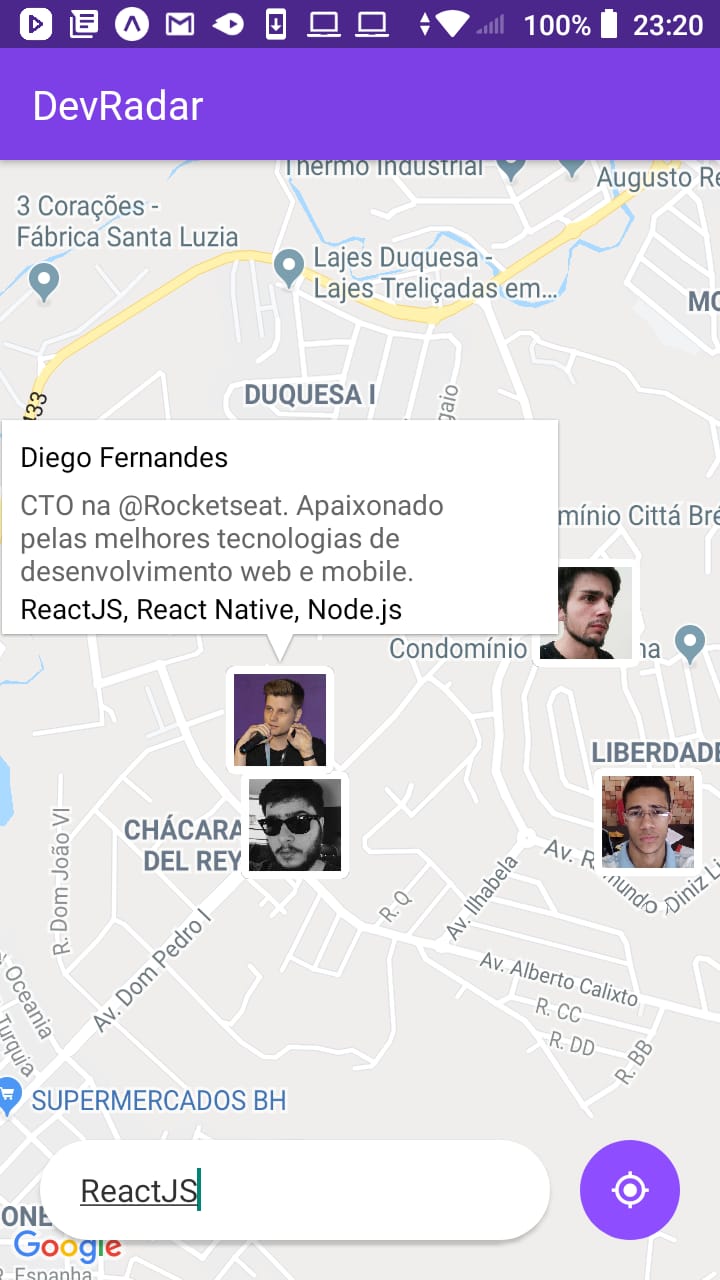 100%
23:20
DevRadar
Thermo Industrial
Augusto Re
3 Corações -
Fábrica Santa Luzia
Lajes Duquesa -
Lajes Treliçadas em...
MO
DUQUESA I
433
gaio
Diego Fernandes
CTO na @Rocketseat. Apaixonado
pelas melhores tecnologias de
desenvolvimento web e mobile.
ReactJS, React Native, Node.js
mínio Città Bré
Condomínio
na
LIBERDADE
CHÁCARA
DEL REY
R. Dom João VI
Av. R
mundo
Diniz Li
R. Q
Av. Ilhabela
Av. Dom Pedro I
Av. Alberto Calixto
R. CC
R. DD
R. BB
Oceania
Turquia
SUPERMERCADOS BH
ReactJS
ONE
Google
R. Espanha